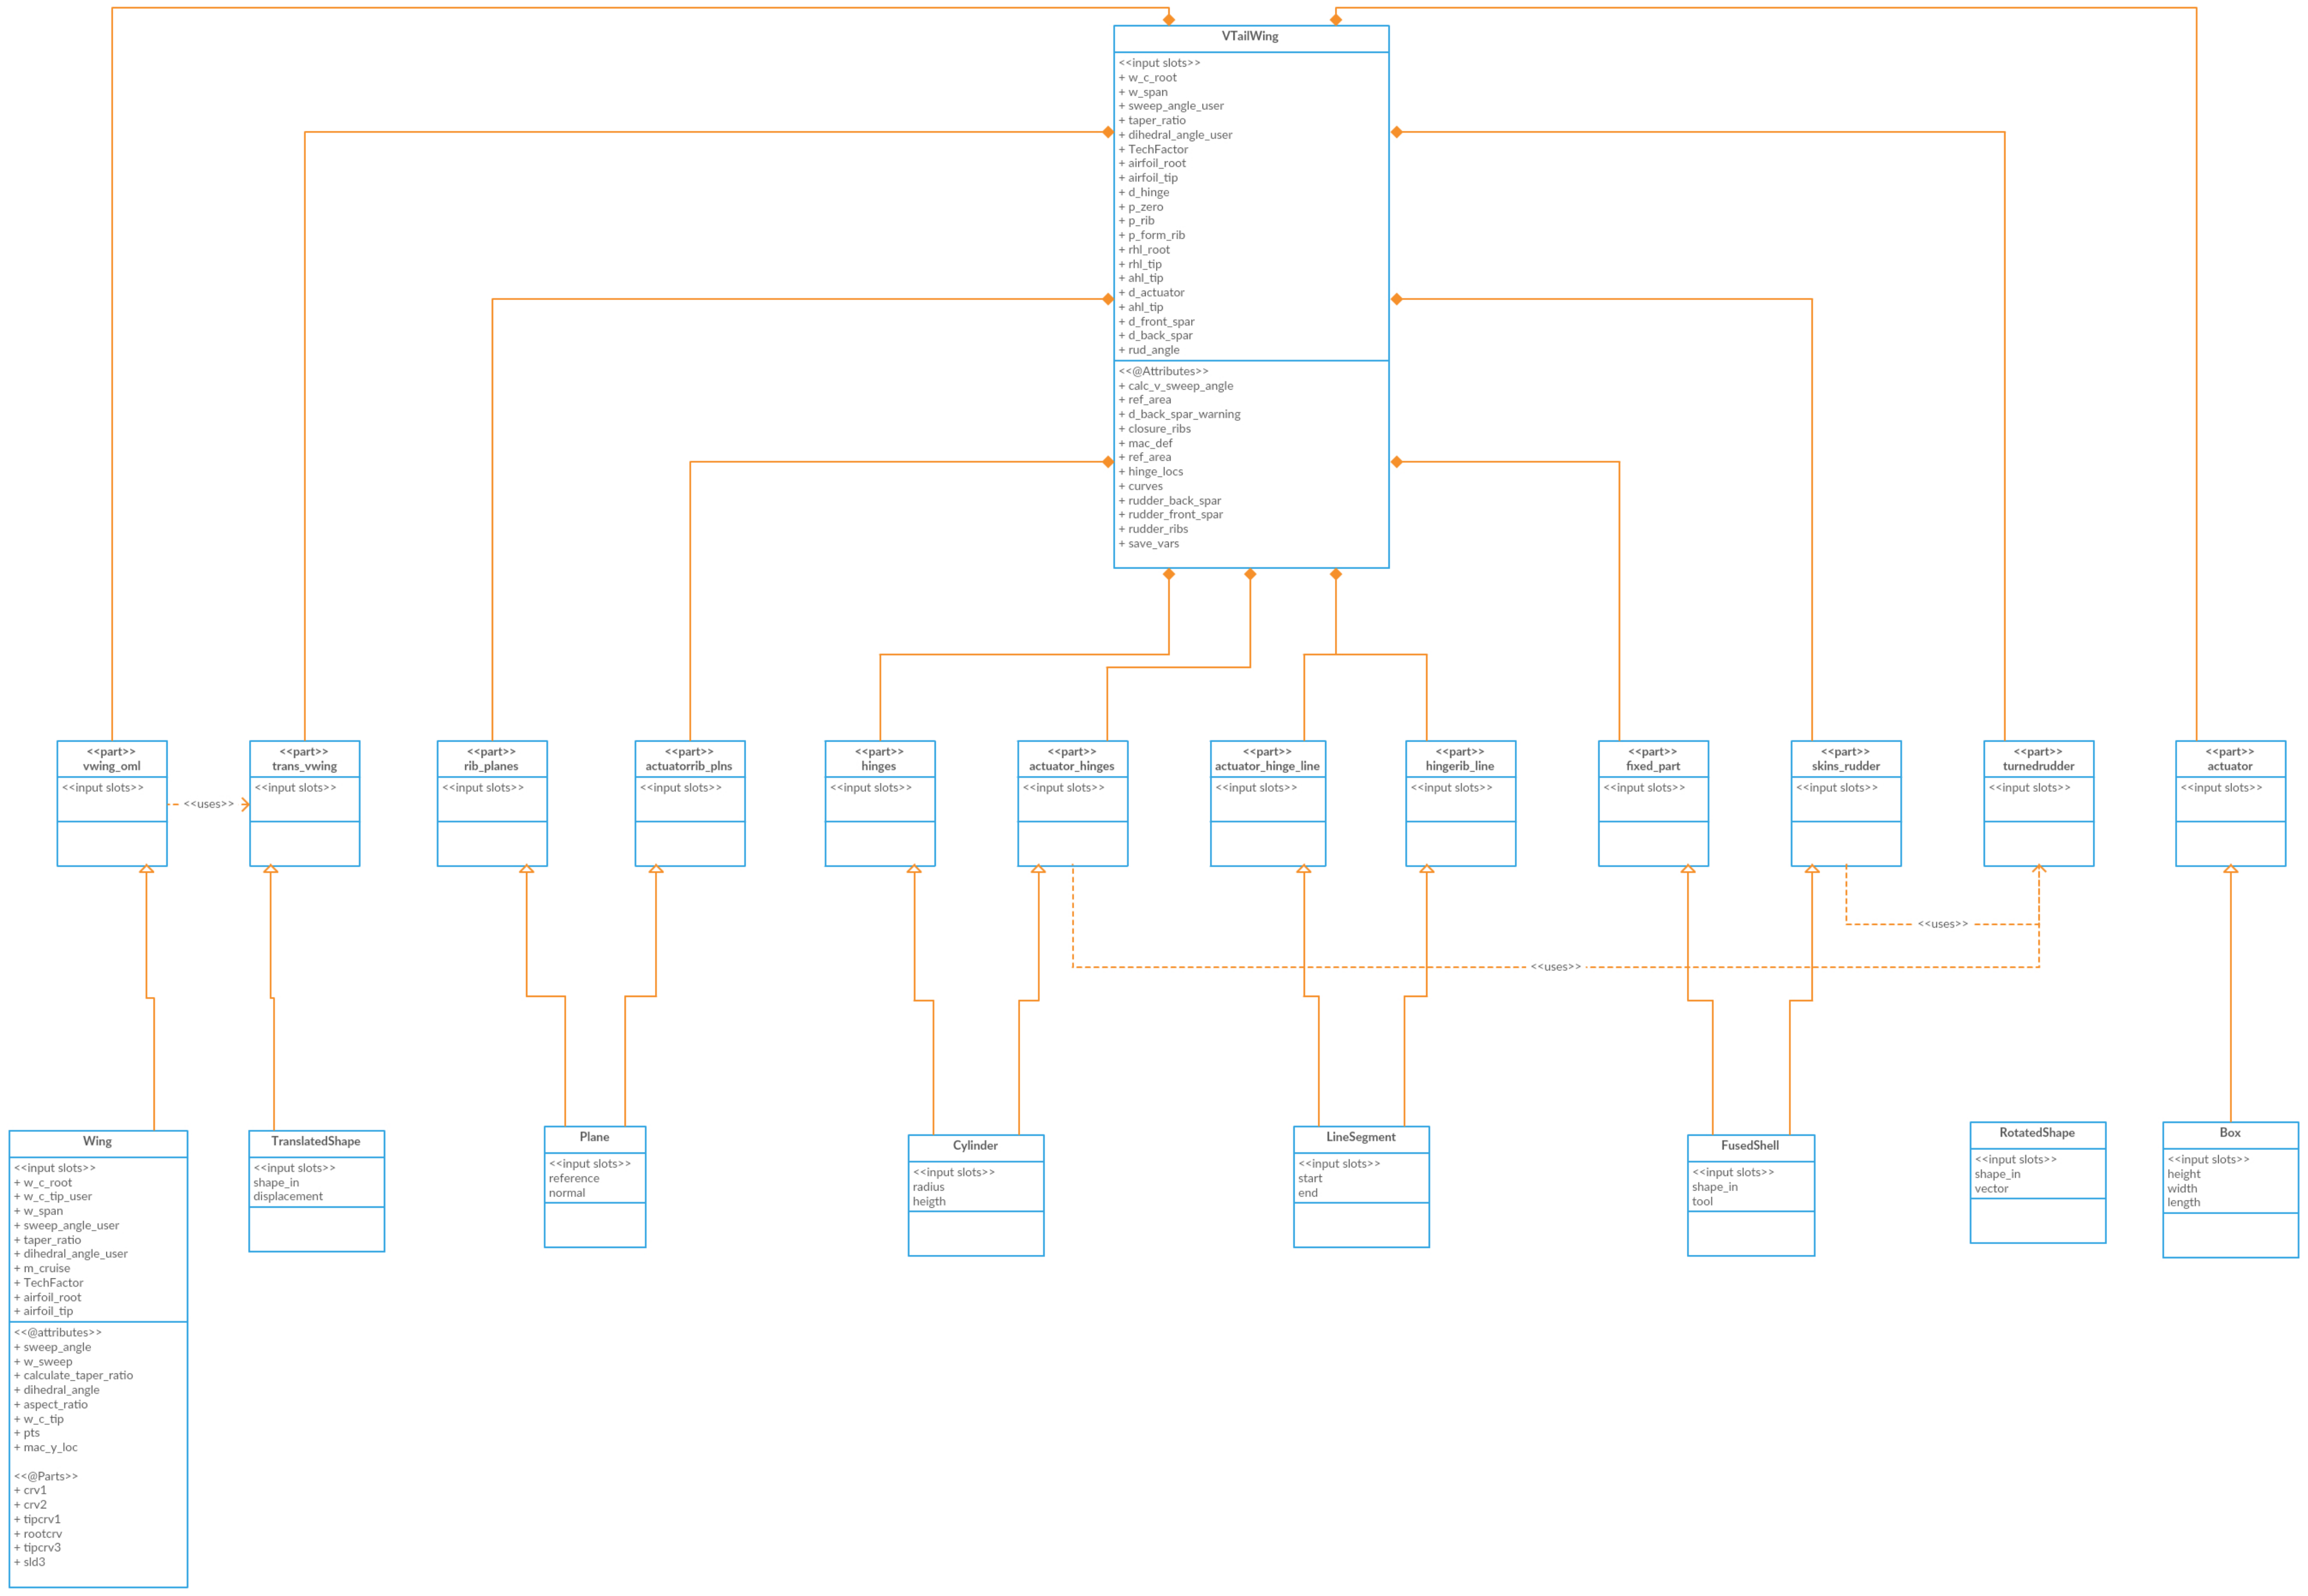 VTailWing
<<input slots>>
+ w_c_root
+ w_span
+ sweep_angle_user
+ taper_ratio
+ dihedral_angle_user
+ TechFactor
+ airfoil_root
+ airfoil_tip
+ d_hinge
+ p_zero
+ p_rib
+ p_form_rib
+ rhl_root
+ rhl_tip
+ ahl_tip
+ d_actuator
+ ahl_tip
+ d_front_spar
+ d_back_spar
+ rud_angle
<<@Attributes>>
+ calc_v_sweep_angle
+ ref_area
+ d_back_spar_warning
+ closure_ribs
+ mac_def
+ ref_area
+ hinge_locs
+ curves
+ rudder_back_spar
+ rudder_front_spar
+ rudder_ribs
+ save_vars
<<part>>
vwing_oml
<<input slots>>
<<uses>>
<<part>>
trans_vwing
<<input slots>>
<<part>>
rib_planes
<<input slots>>
<<part>>
actuatorrib_plns
<<input slots>>
<<part>>
hinges
<<input slots>>
<<part>>
actuator_hinges
<<input slots>>
<<part>>
actuator_hinge_line
<<input slots>>
<<part>>
hingerib_line
<<input slots>>
<<part>>
fixed_part
<<input slots>>
<<part>>
skins_rudder
<<input slots>>
<<part>>
turnedrudder
<<input slots>>
<<part>>
actuator
<<input slots>>
<<uses>>
<<uses>>
Wing
<<input slots>>
+ w_c_root
+ w_c_tip_user
+ w_span
+ sweep_angle_user
+ taper_ratio
+ dihedral_angle_user
+ m_cruise
+ TechFactor
+ airfoil_root
+ airfoil_tip
<<@attributes>>
+ sweep_angle
+ w_sweep
+ calculate_taper_ratio
+ dihedral_angle
+ aspect_ratio
+ w_c_tip
+ pts
+ mac_y_loc
<<@Parts>>
+ crv1
+ crv2
+ tipcrv1
+ rootcrv
+ tipcrv3
+ sld3
TranslatedShape
<<input slots>>
shape_in
displacement
Plane
<<input slots>>
reference
normal
Cylinder
<<input slots>>
radius
heigth
LineSegment
<<input slots>>
start
end
FusedShell
<<input slots>>
shape_in
tool
RotatedShape
<<input slots>>
shape_in
vector
Box
<<input slots>>
height
width
length